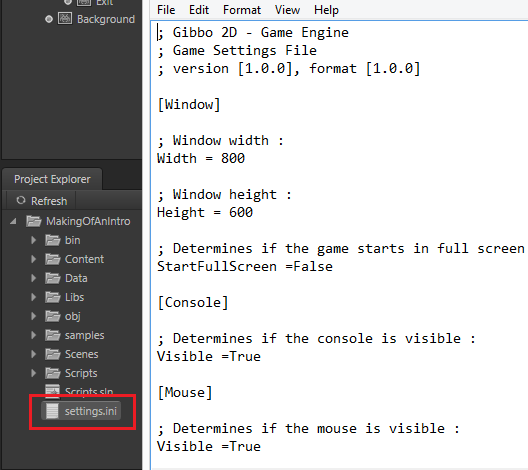 Exit
Background
Project Explorer
Refresh
MakingOfAnIntro
bin
Content
Data
Libs
obj
samples
Scenes
Scripts
Scripts.sln
settings.ini
File Edit Format View Help
; Gibbo 2D - Game Engine
; Game Settings File
; version [1.0.0], format [1.0.0]
[Window]
; Window width :
Width = 800
; Window height :
Height = 600
; Determines if the game starts in full screen
StartFullScreen =False
[Console]
; Determines if the console is visible :
Visible =True
[Mouse]
; Determines if the mouse is visible :
Visible =True